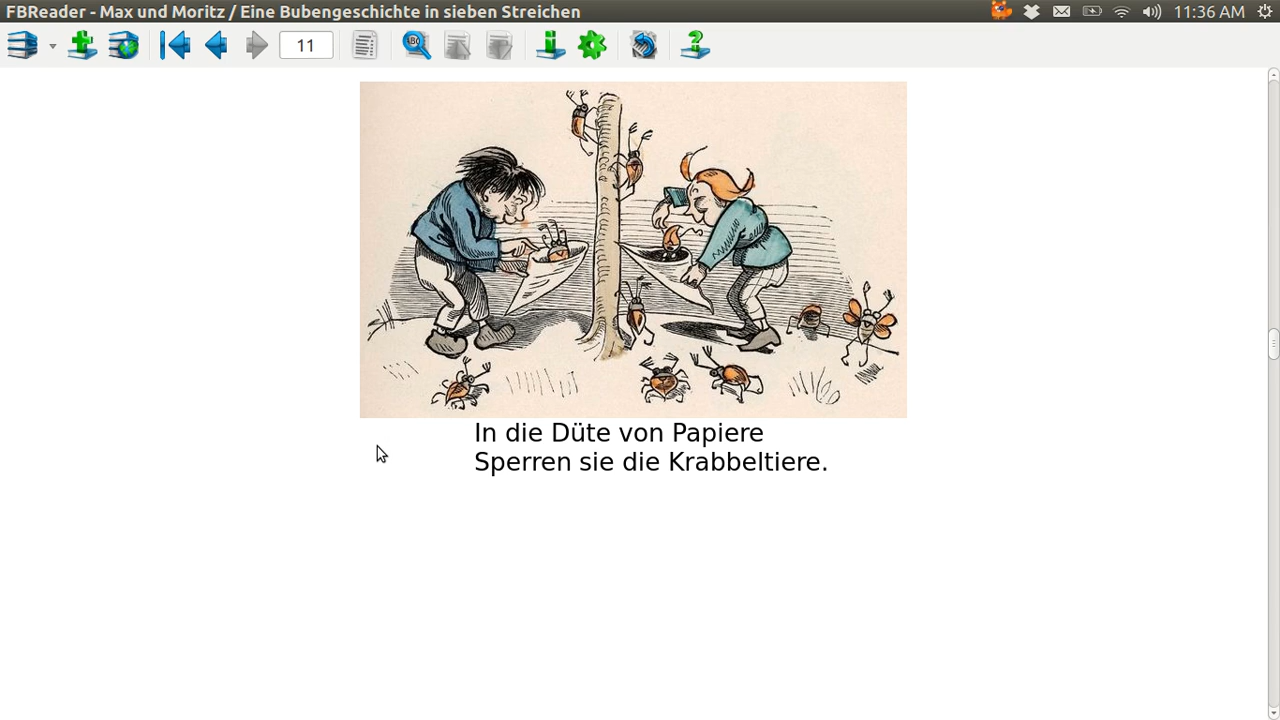 FBReader - Max und Moritz / Eine Bubengeschichte in sieben Streichen
11:36 AM
11
ABC
In die Düte von Papiere
Sperren sie die Krabbeltiere.